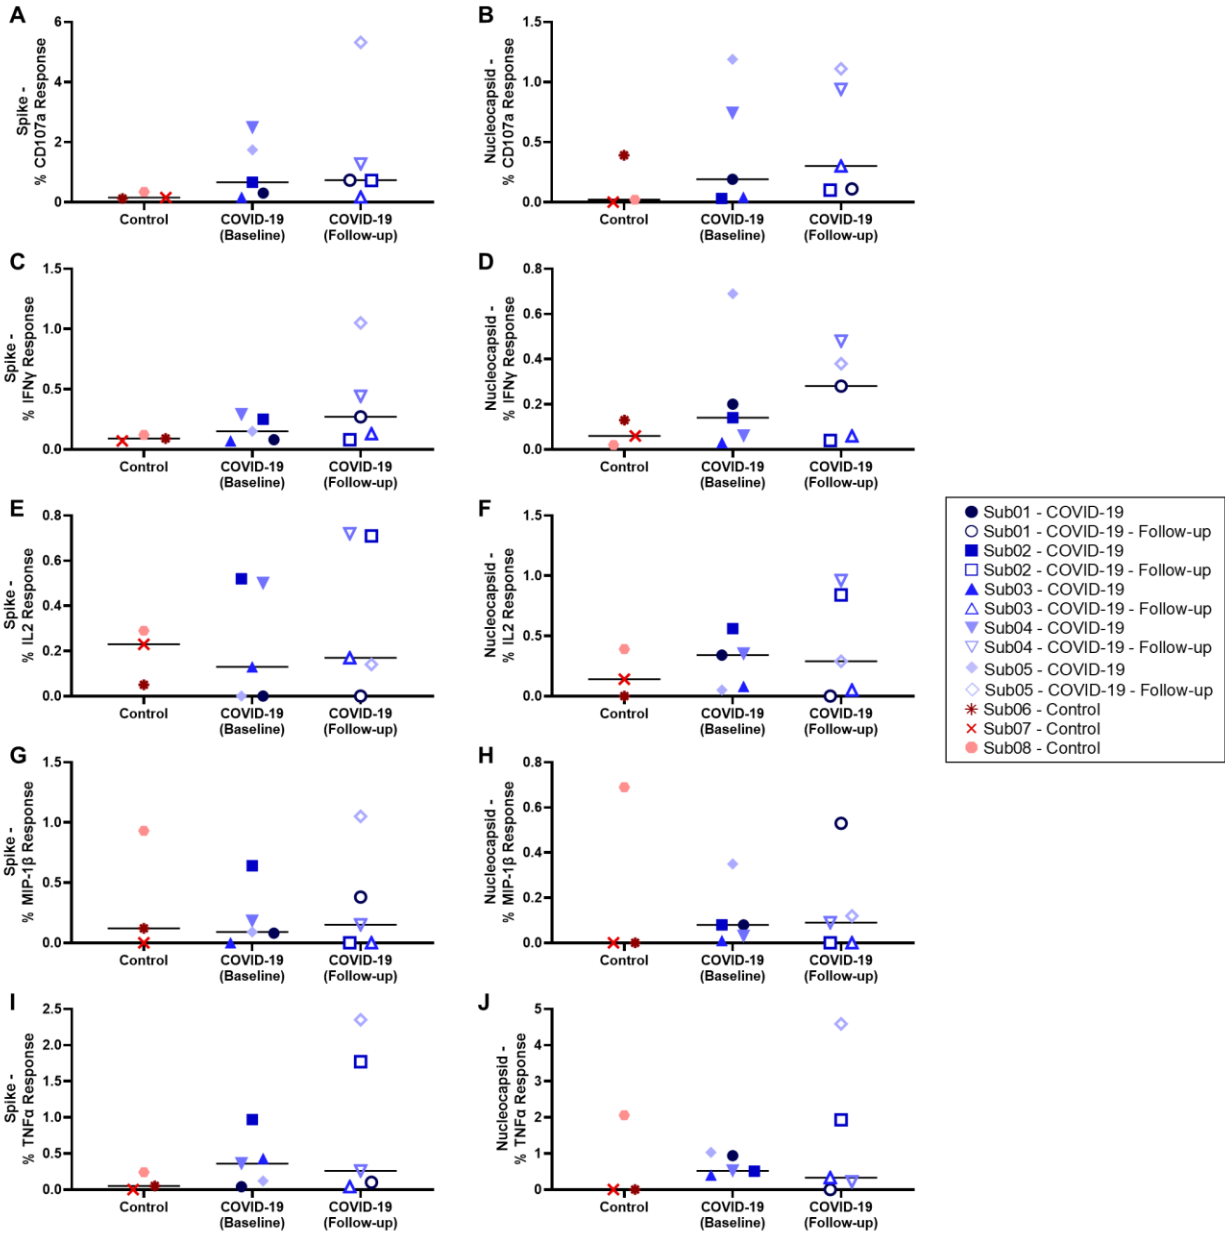 A
Spike -
% CD107a Response
6
4
2
0
Control
COVID-19
(Baseline)
COVID-19
(Follow-up)
B
Nucleocapsid -
% CD107a Response
1.5
1.0
0.5
0.0
Control
COVID-19
(Baseline)
COVID-19
(Follow-up)
C
Spike -
% IFNγ Response
1.5
1.0
0.5
0.0
Control
COVID-19
(Baseline)
COVID-19
(Follow-up)
D
Nucleocapsid -
% IFNγ Response
0.8
0.6
0.4
0.2
0.0
Control
COVID-19
(Baseline)
COVID-19
(Follow-up)
E
Spike -
% IL2 Response
0.8
0.6
0.4
0.2
0.0
Control
COVID-19
(Baseline)
COVID-19
(Follow-up)
F
Nucleocapsid -
% IL2 Response
1.5
1.0
0.5
0.0
Control
COVID-19
(Baseline)
COVID-19
(Follow-up)
Sub01 - COVID-19
Sub01 - COVID-19 - Follow-up
Sub02 - COVID-19
Sub02 - COVID-19 - Follow-up
Sub03 - COVID-19
Sub03 - COVID-19 - Follow-up
Sub04 - COVID-19
Sub04 - COVID-19 - Follow-up
Sub05 - COVID-19
Sub05 - COVID-19 - Follow-up
Sub06 - Control
Sub07 - Control
Sub08 - Control
G
Spike -
% MIP-1β Response
1.5
1.0
0.5
0.0
Control
COVID-19
(Baseline)
COVID-19
(Follow-up)
H
Nucleocapsid -
% MIP-1β Response
0.8
0.6
0.4
0.2
0.0
Control
COVID-19
(Baseline)
COVID-19
(Follow-up)
I
Spike -
% TNFα Response
2.5
2.0
1.5
1.0
0.5
0.0
Control
COVID-19
(Baseline)
COVID-19
(Follow-up)
J
Nucleocapsid -
% TNFα Response
5
4
3
2
1
0
Control
COVID-19
(Baseline)
COVID-19
(Follow-up)